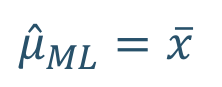 μ̂_ML = x̄